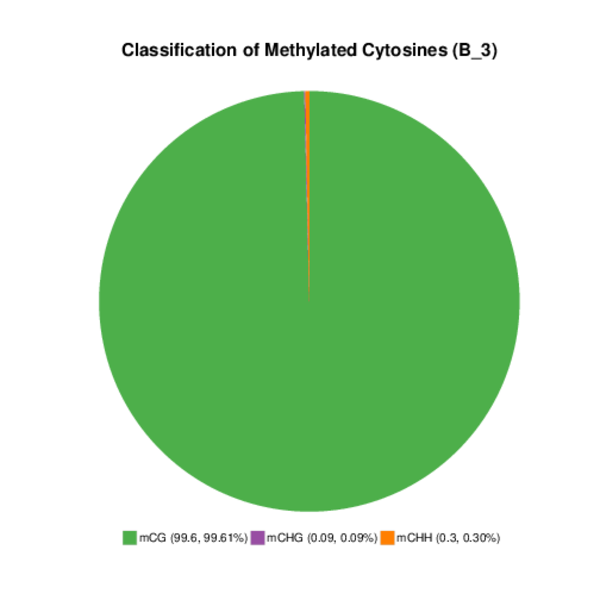 Classification of Methylated Cytosines (B_3)
mCG (99.6, 99.61%) mCHG (0.09, 0.09%) mCHH (0.3, 0.30%)